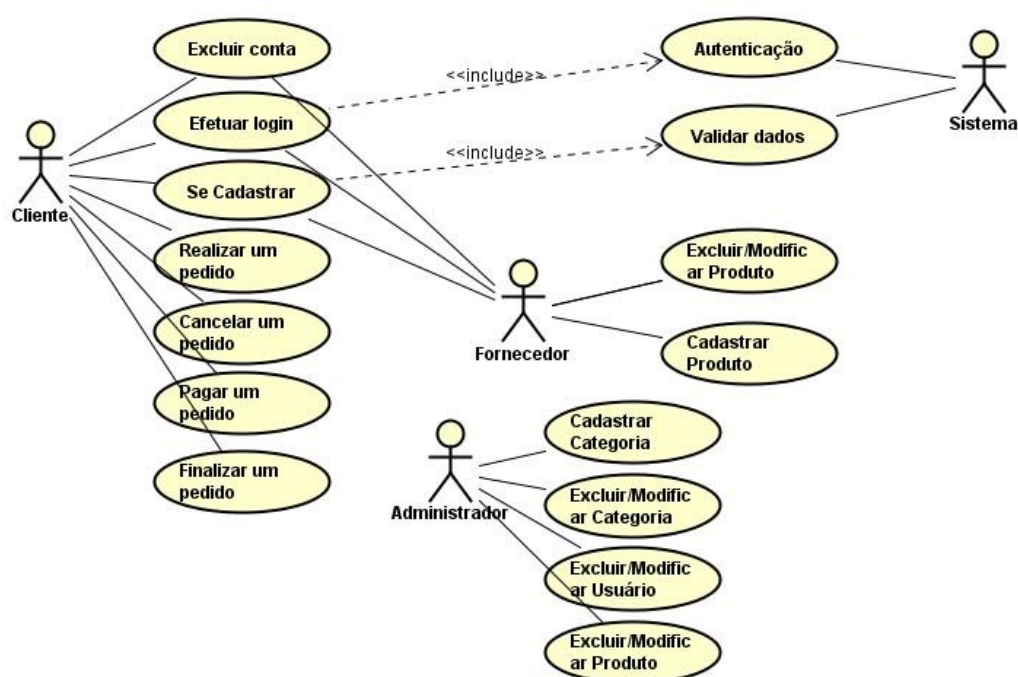 Excluir conta
Autenticação
<<include>>
Efetuar login
Sistema
Validar dados
<<include>>
Se Cadastrar
Cliente
Realizar um
pedido
Excluir/Modific
ar Produto
Cancelar um
pedido
Fornecedor
Cadastrar
Produto
Pagar um
pedido
Cadastrar
Categoria
Finalizar um
pedido
Administrador
Excluir/Modific
ar Categoria
Excluir/Modific
ar Usuário
Excluir/Modific
ar Produto